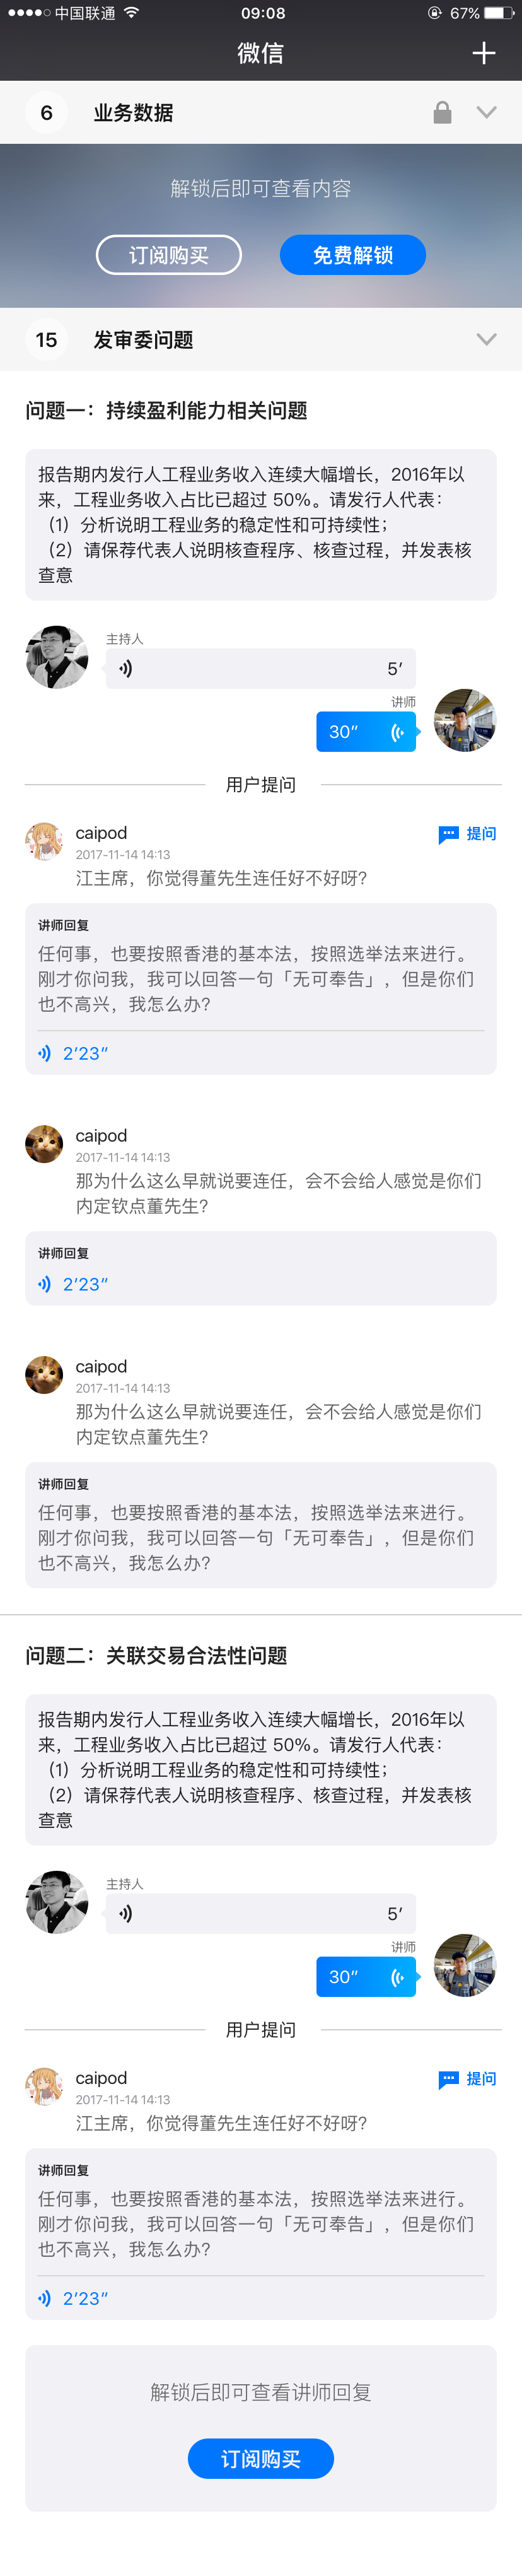 中国联通
09:08
67%
微信
6 业务数据
解锁后即可查看内容
订阅购买
免费解锁
15 发审委问题
问题一：持续盈利能力相关问题
报告期内发行人工程业务收入连续大幅增长，2016年以
来，工程业务收入占比已超过 50%。请发行人代表：
（1）分析说明工程业务的稳定性和可持续性；
（2）请保荐代表人说明核查程序、核查过程，并发表核
查意
主持人
5′
讲师
30″
用户提问
caipod
提问
2017-11-14 14:13
江主席，你觉得董先生连任好不好呀?
讲师回复
任何事，也要按照香港的基本法，按照选举法来进行。
刚才你问我，我可以回答一句「无可奉告」，但是你们
也不高兴，我怎么办?
2′23″
caipod
2017-11-14 14:13
那为什么这么早就说要连任，会不会给人感觉是你们
内定钦点董先生?
讲师回复
2′23″
caipod
2017-11-14 14:13
那为什么这么早就说要连任，会不会给人感觉是你们
内定钦点董先生?
讲师回复
任何事，也要按照香港的基本法，按照选举法来进行。
刚才你问我，我可以回答一句「无可奉告」，但是你们
也不高兴，我怎么办?
问题二：关联交易合法性问题
报告期内发行人工程业务收入连续大幅增长，2016年以
来，工程业务收入占比已超过 50%。请发行人代表：
（1）分析说明工程业务的稳定性和可持续性；
（2）请保荐代表人说明核查程序、核查过程，并发表核
查意
主持人
5′
讲师
30″
用户提问
caipod
提问
2017-11-14 14:13
江主席，你觉得董先生连任好不好呀?
讲师回复
任何事，也要按照香港的基本法，按照选举法来进行。
刚才你问我，我可以回答一句「无可奉告」，但是你们
也不高兴，我怎么办?
2′23″
解锁后即可查看讲师回复
订阅购买